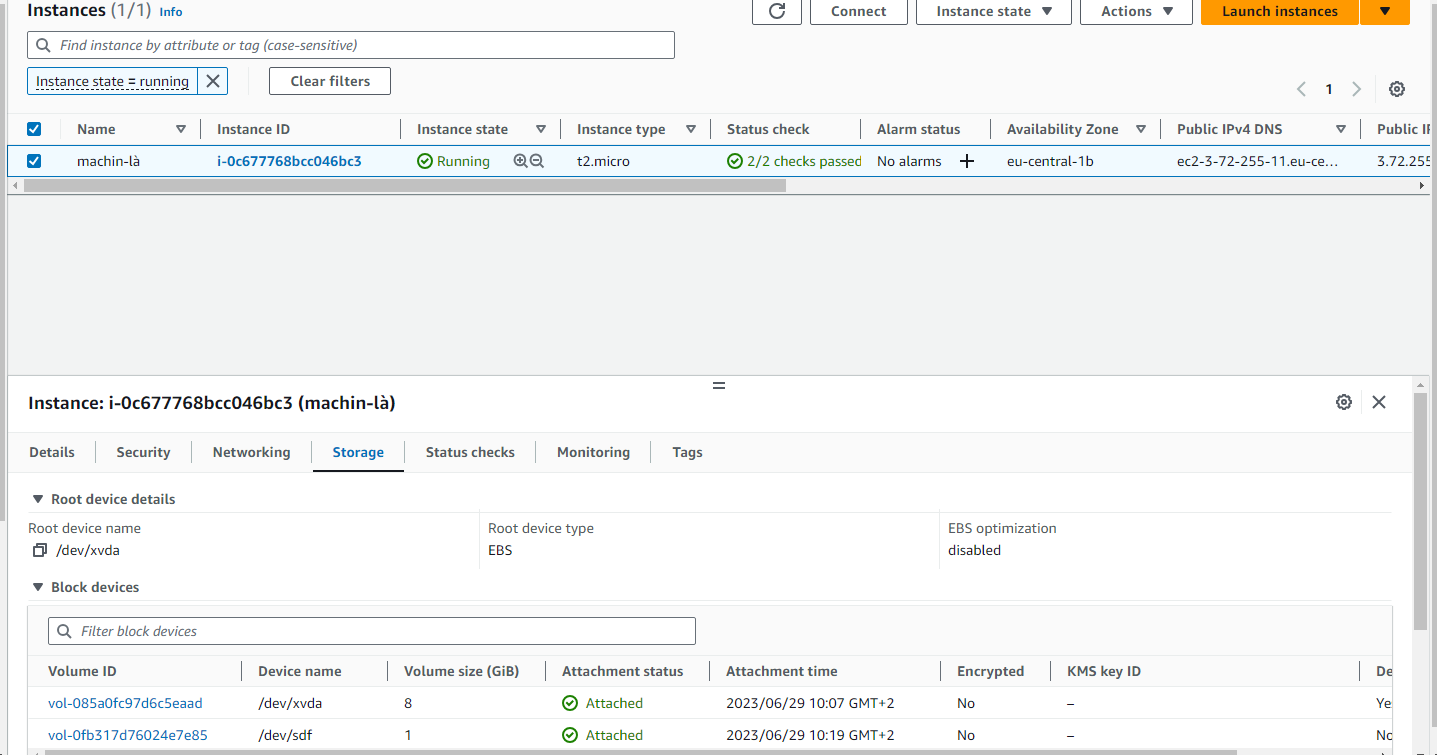 Instances (1/1) Info
Connect Instance state Actions Launch instances
Find instance by attribute or tag (case-sensitive)
Instance state = running Clear filters
1
Name Instance ID Instance state Instance type Status check Alarm status Availability Zone Public IPv4 DNS Public IP
machin-là i-0c677768bcc046bc3 Running t2.micro 2/2 checks passed No alarms + eu-central-1b ec2-3-72-255-11.eu-ce... 3.72.255
Instance: i-0c677768bcc046bc3 (machin-là)
Details Security Networking Storage Status checks Monitoring Tags
Root device details
Root device name Root device type EBS optimization
/dev/xvda EBS disabled
Block devices
Filter block devices
Volume ID Device name Volume size (GiB) Attachment status Attachment time Encrypted KMS key ID De
vol-085a0fc97d6c5eaad /dev/xvda 8 Attached 2023/06/29 10:07 GMT+2 No – Ye
vol-0fb317d76024e7e85 /dev/sdf 1 Attached 2023/06/29 10:19 GMT+2 No – No